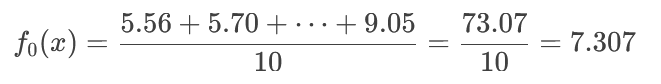 f₀(x) = (5.56 + 5.70 + ··· + 9.05)/10 = 73.07/10 = 7.307